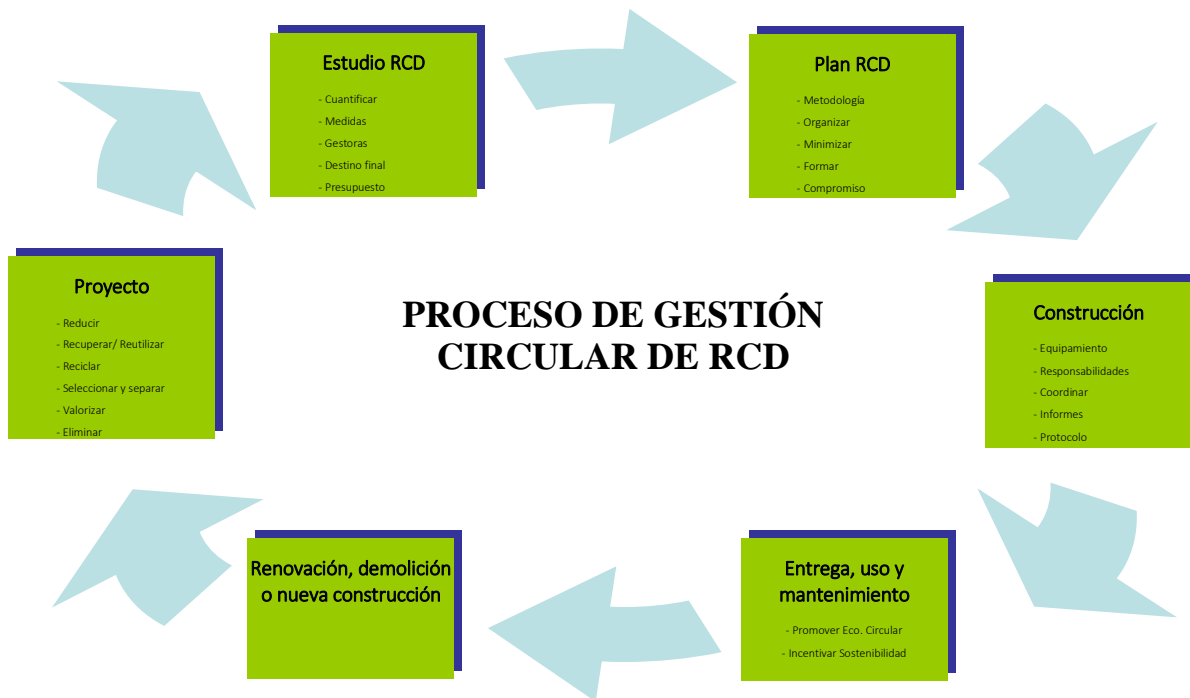 Estudio RCD
- Cuantificar
- Medidas
- Gestoras
- Destino final
- Presupuesto
Plan RCD
- Metodología
- Organizar
- Minimizar
- Formar
- Compromiso
Proyecto
- Reducir
- Recuperar/ Reutilizar
- Reciclar
- Seleccionar y separar
- Valorizar
- Eliminar
PROCESO DE GESTIÓN
CIRCULAR DE RCD
Construcción
- Equipamiento
- Responsabilidades
- Coordinar
- Informes
- Protocolo
Renovación, demolición
o nueva construcción
Entrega, uso y
mantenimiento
- Promover Eco. Circular
- Incentivar Sostenibilidad